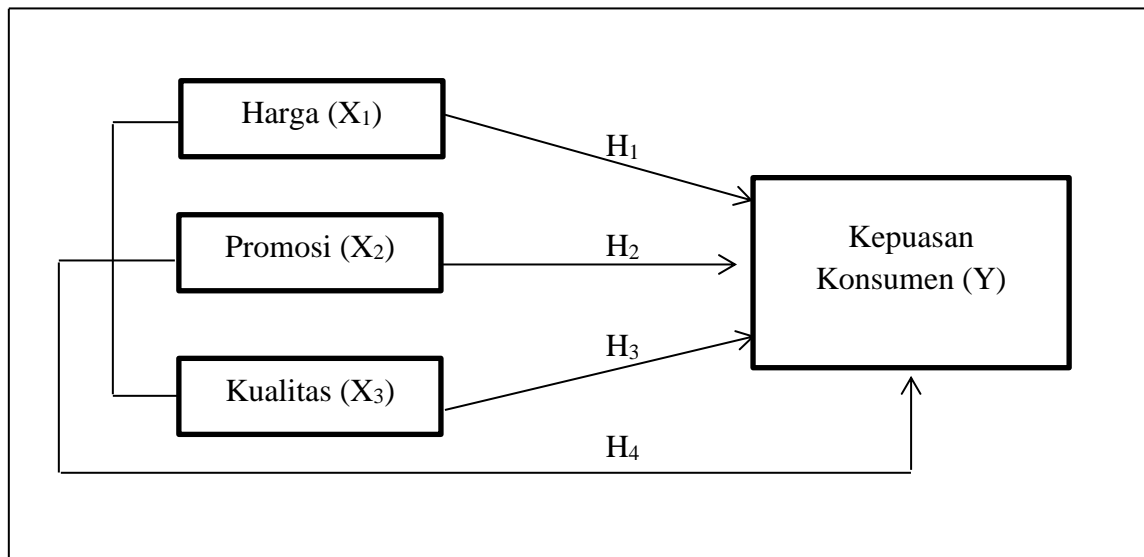 Harga (X₁)
H₁
Promosi (X₂)
H₂
Kepuasan
Konsumen (Y)
H₃
Kualitas (X₃)
H₄